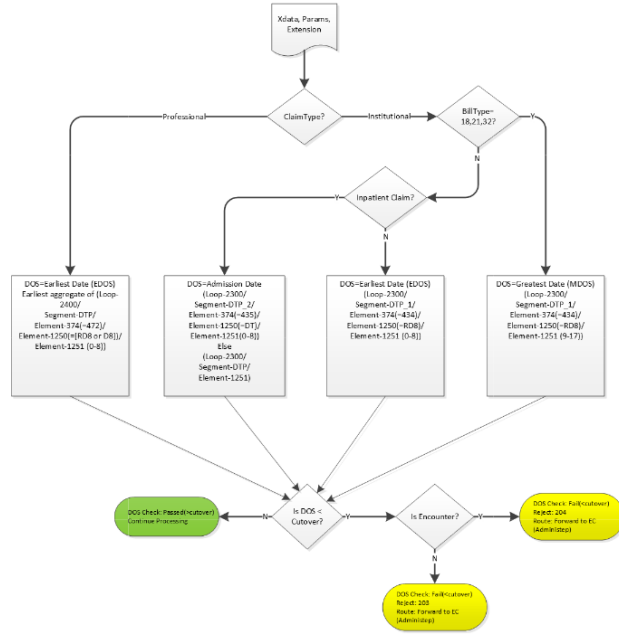 Xdata, Params,
Extension
ClaimType?
Professional
Institutional
BillType=
18,21,32?
Y
N
Inpatient Claim?
Y
N
DOS=Earliest Date (EDOS)
Earliest aggregate of (Loop-
2400/
Segment-DTP/
Element-374(=472)/
Element-1250(=[RD8 or D8])/
Element-1251 (0-8))
DOS=Admission Date
(Loop-2300/
Segment-DTP_2/
Element-374(=435)/
Element-1250(=DT)/
Element-1251(0-8))
Else
(Loop-2300/
Segment-DTP/
Element-1251)
DOS=Earliest Date (EDOS)
(Loop-2300/
Segment-DTP_1/
Element-374(=434)/
Element-1250(=RD8)/
Element-1251 (0-8))
DOS=Greatest Date (MDOS)
(Loop-2300/
Segment-DTP_1/
Element-374(=434)/
Element-1250(=RD8)/
Element-1251 (9-17))
DOS Check: Passed(<cutover)
Continue Processing
N
Is DOS <
Cutover?
Y
Is Encounter?
Y
N
DOS Check: Fail(<cutover)
Reject: 204
Route: Forward to EC
(Administep)
DOS Check: Fail(<cutover)
Reject: 203
Route: Forward to EC
(Administep)